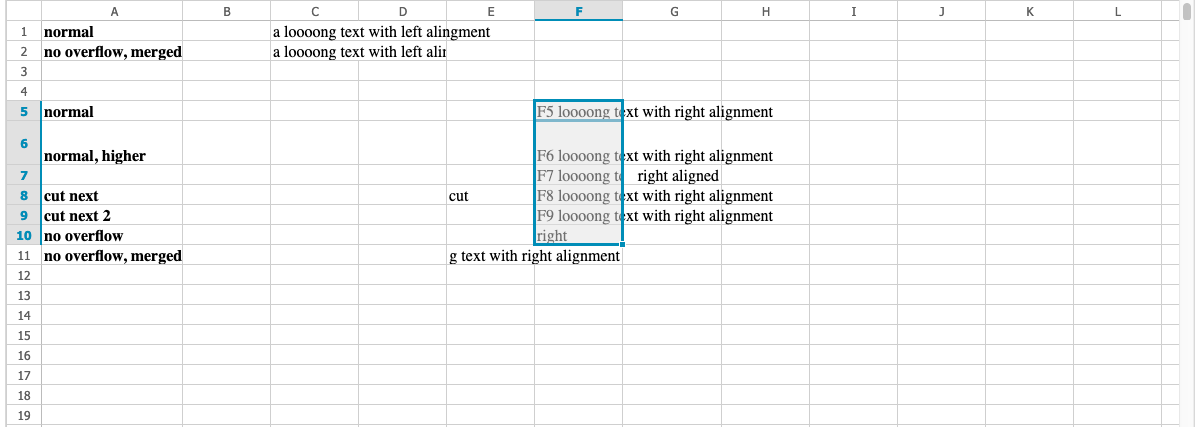 A B C D E F G H I J K L
1 normal a loooong text with left alingment
2 no overflow, merged a loooong text with left alir
3
4
5 normal F5 loooong text with right alignment
6 normal, higher F6 loooong text with right alignment
7 F7 loooong te right aligned
8 cut next cut F8 loooong text with right alignment
9 cut next 2 F9 loooong text with right alignment
10 no overflow right
11 no overflow, merged g text with right alignment
12
13
14
15
16
17
18
19